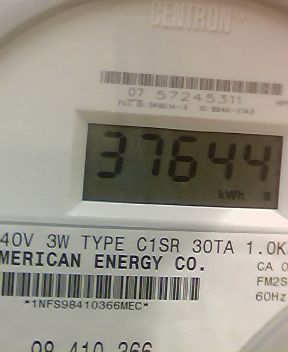 CENTRON®
07 57245311
37644
kWh
40V 3W TYPE C1SR 30TA 1.0K
MERICAN ENERGY CO.
CA 0
FM2S
*1NFS98410366MEC*
60Hz
98 410 366